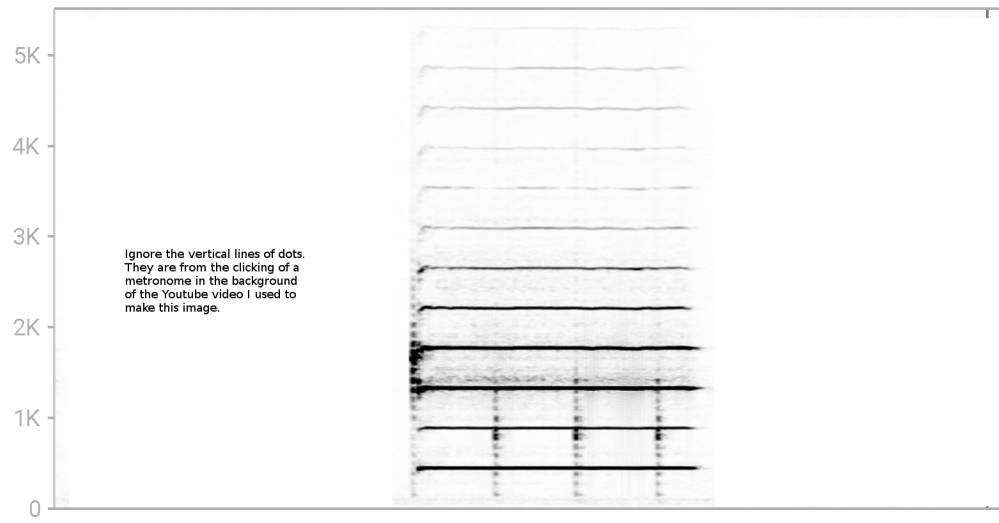 5K
4K
3K
Ignore the vertical lines of dots.
They are from the clicking of a
metronome in the background
of the Youtube video I used to
make this image.
2K
1K
0